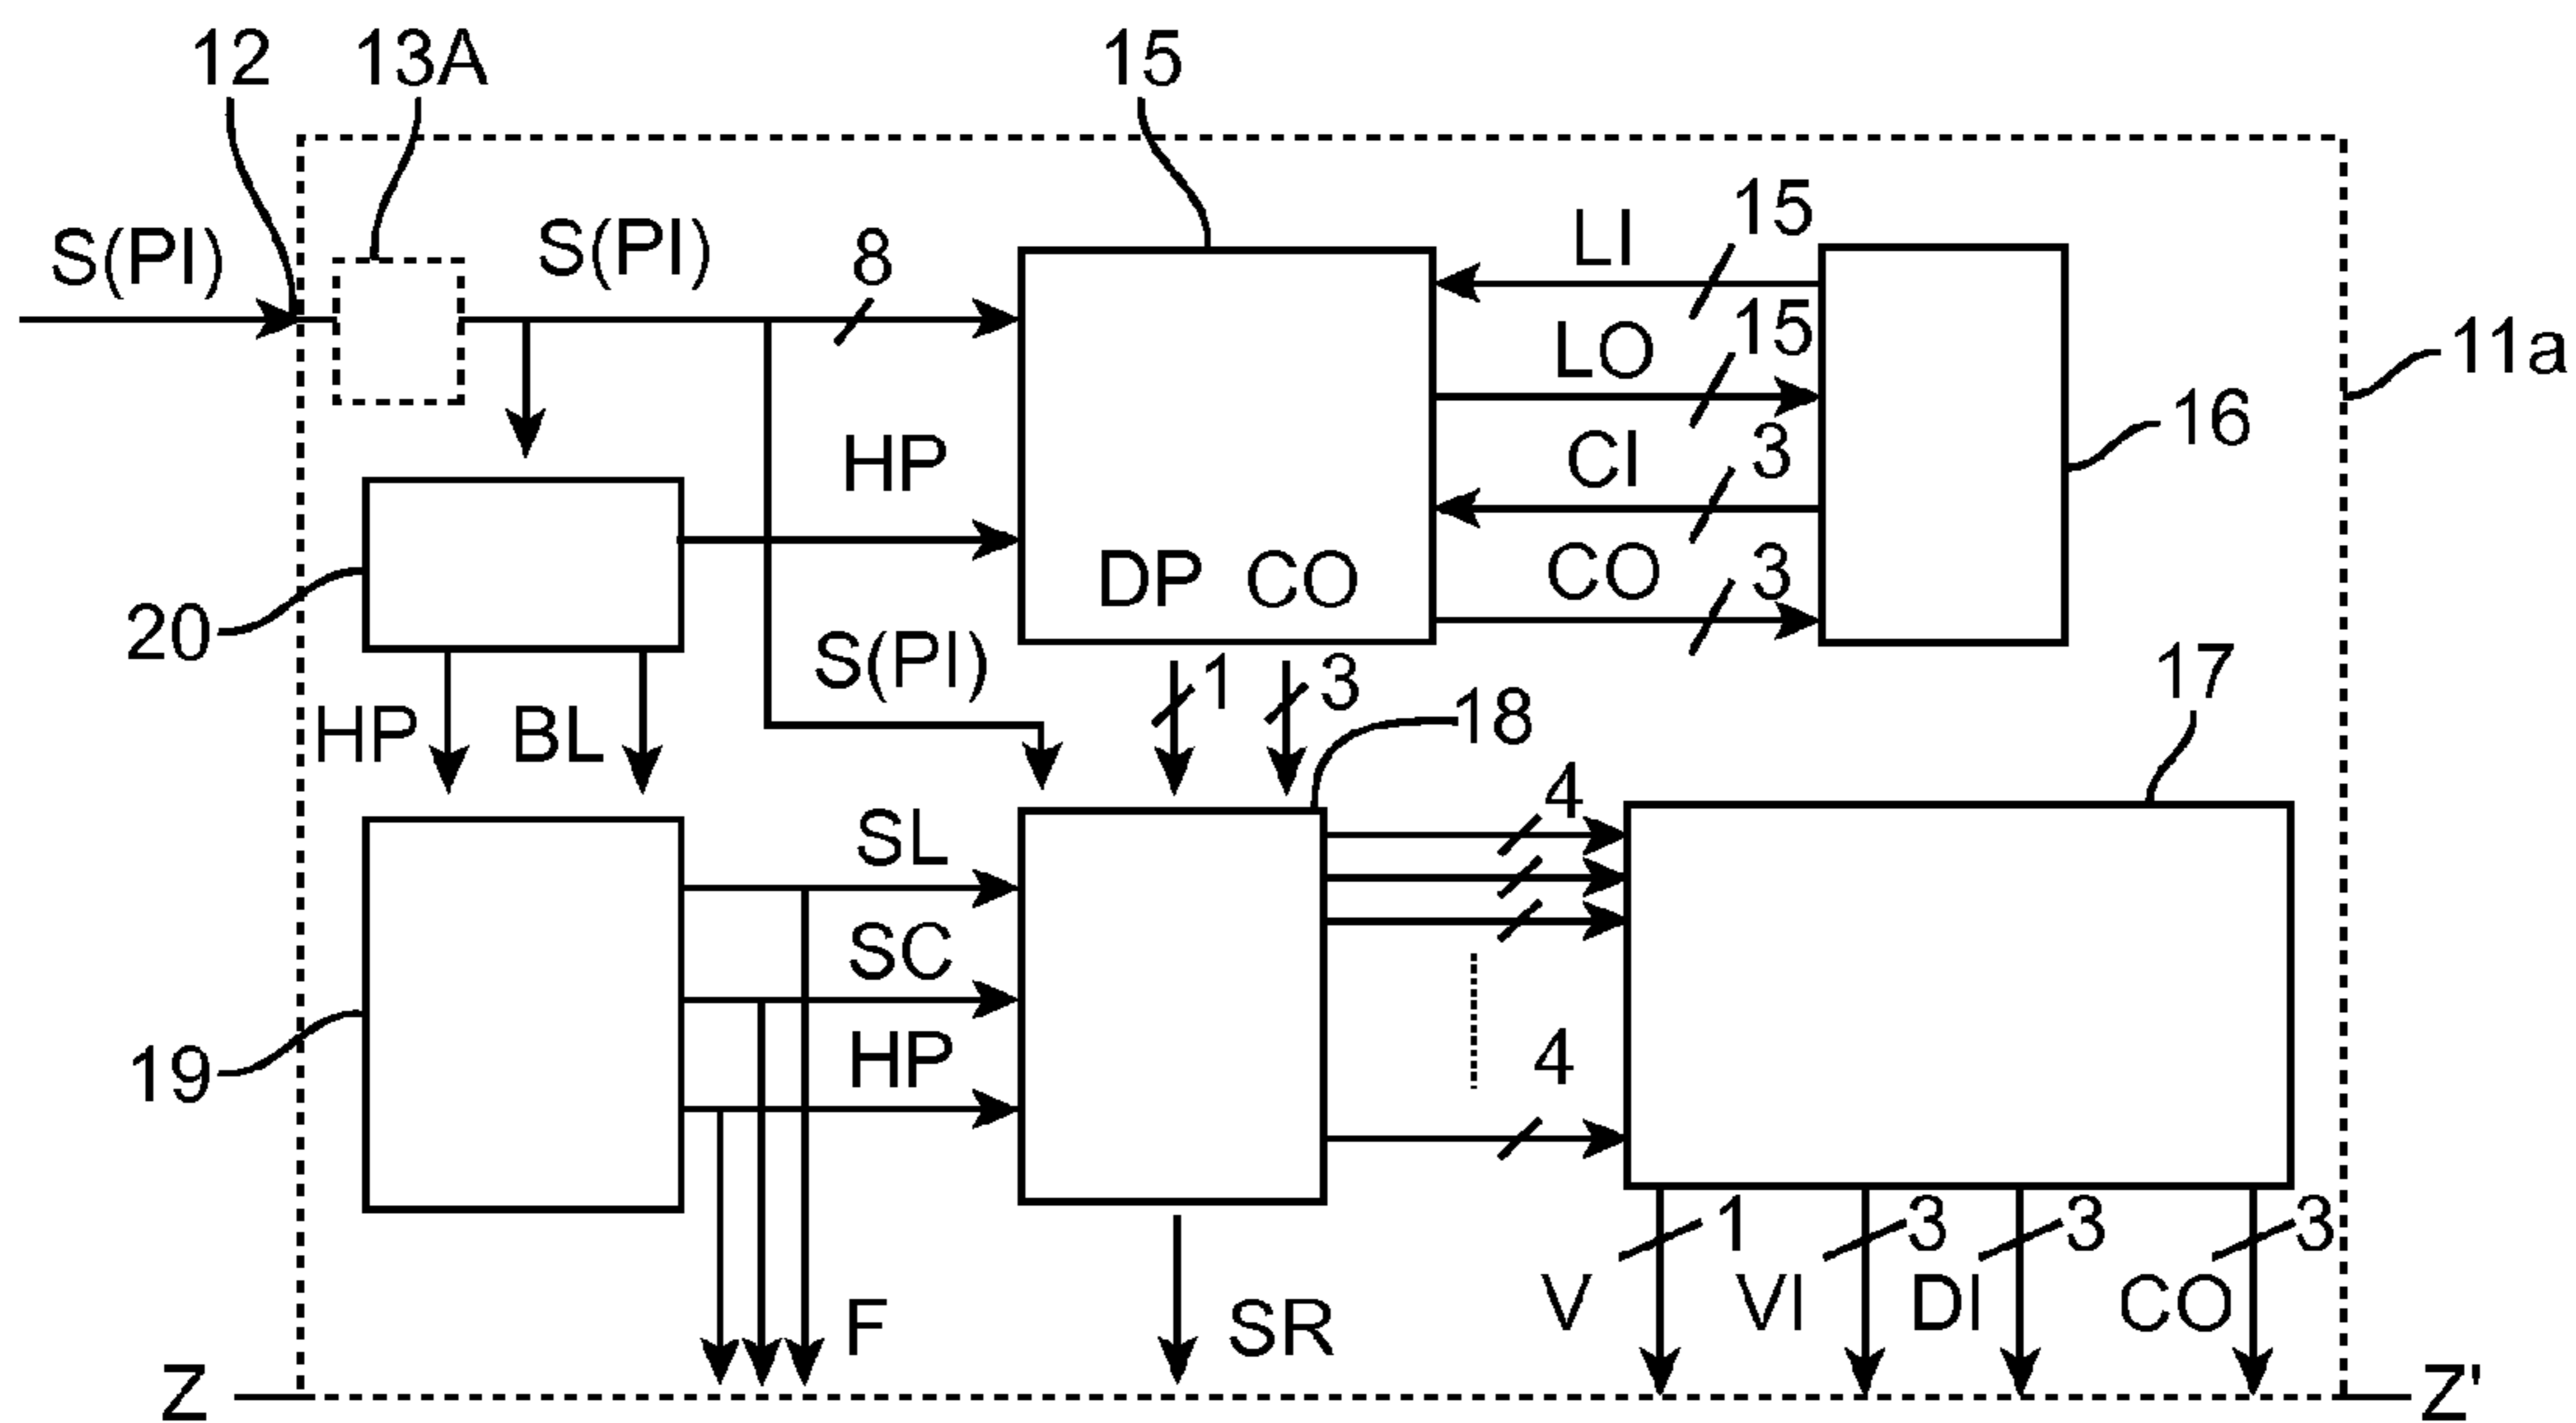 12 13A 15
S(PI) S(PI) 8 LI 15
LO 15 11a
HP CI 3 16
DP CO CO 3
20 S(PI) 1 3 17
HP BL 18
SL 4
SC
19 HP 4
1 3 3 3
F SR V VI DI CO
Z Z'